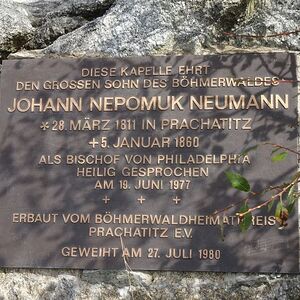 DIESE KAPELLE EHRT
DEN GROSSEN SOHN DES BÖHMERWALDES
JOHANN NEPOMUK NEUMANN
* 28. MÄRZ 1811 IN PRACHATITZ
+ 5. JANUAR 1860
ALS BISCHOF VON PHILADELPHIA
HEILIG GESPROCHEN
AM 19. JUNI 1977
+ + +
ERBAUT VOM BÖHMERWALDHEIMATKREIS
PRACHATITZ E.V.
GEWEIHT AM 27. JULI 1980